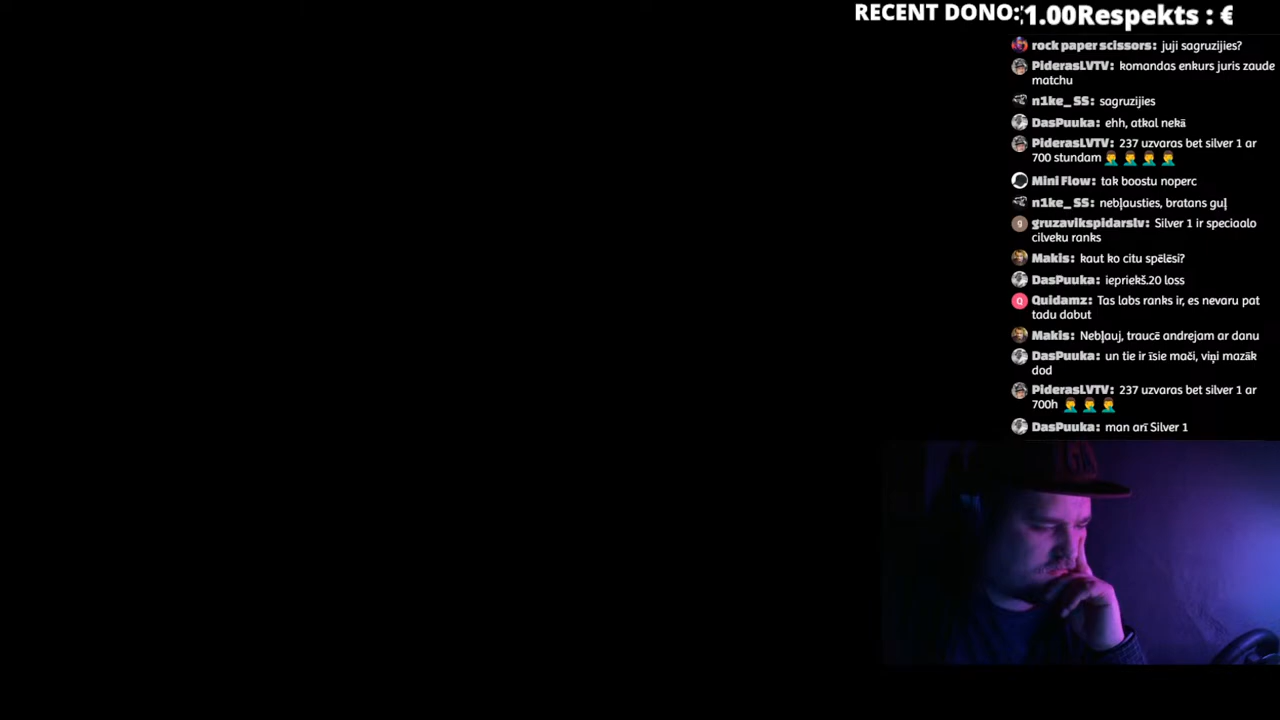 RECENT DONO: 1.00Respekts : €
rock paper scissors: juji sagruzijies?
PiderasLVTV: komandas enkurs juris zaude
matchu
n1ke_SS: sagruzijies
DasPuuka: ehh, atkal nekā
PiderasLVTV: 237 uzvaras bet silver 1 ar
700 stundam 🤦‍♂️ 🤦‍♂️ 🤦‍♂️ 🤦‍♂️
Mini Flow: tak boostu noperc
n1ke_SS: nebļausties, bratans guļ
g gruzavikspidarslv: Silver 1 ir speciaalo
cilveku ranks
Makis: kaut ko citu spēlēsi?
DasPuuka: iepriekš.20 loss
Q Quidamz: Tas labs ranks ir, es nevaru pat
tadu dabut
Makis: Nebļauj, traucē andrejam ar danu
DasPuuka: un tie ir īsie mači, viņi mazāk
dod
PiderasLVTV: 237 uzvaras bet silver 1 ar
700h 🤦‍♂️ 🤦‍♂️ 🤦‍♂️
DasPuuka: man arī Silver 1